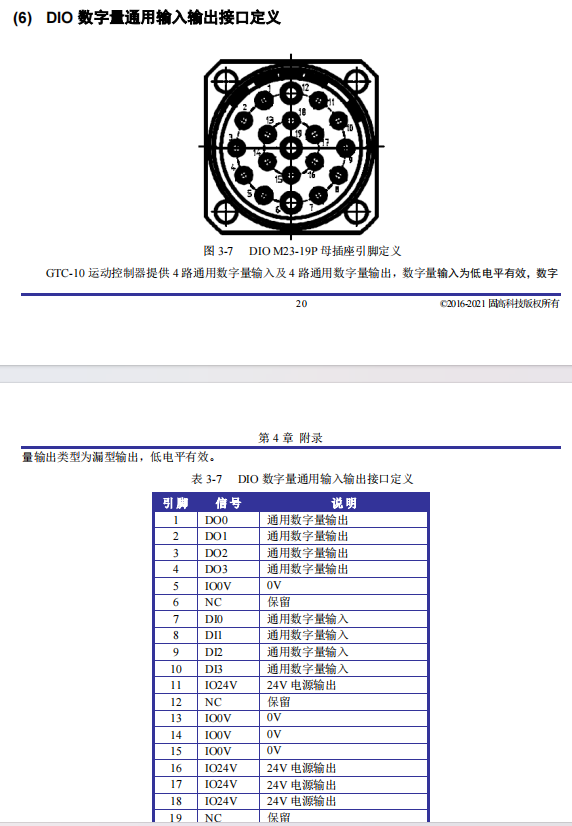 (6) DIO 数字量通用输入输出接口定义
1 12
2 11
13 18 10
3 19 17
14 9
4 15 16
5 8
6 7
图 3-7 DIO M23-19P 母插座引脚定义
GTC-10 运动控制器提供 4 路通用数字量输入及 4 路通用数字量输出，数字量输入为低电平有效，数字
20 ©2016-2021 固高科技版权所有
第 4 章 附录
量输出类型为漏型输出，低电平有效。
表 3-7 DIO 数字量通用输入输出接口定义
引脚 信号 说明
1 DO0 通用数字量输出
2 DO1 通用数字量输出
3 DO2 通用数字量输出
4 DO3 通用数字量输出
5 IO0V 0V
6 NC 保留
7 DI0 通用数字量输入
8 DI1 通用数字量输入
9 DI2 通用数字量输入
10 DI3 通用数字量输入
11 IO24V 24V 电源输出
12 NC 保留
13 IO0V 0V
14 IO0V 0V
15 IO0V 0V
16 IO24V 24V 电源输出
17 IO24V 24V 电源输出
18 IO24V 24V 电源输出
19 NC 保留